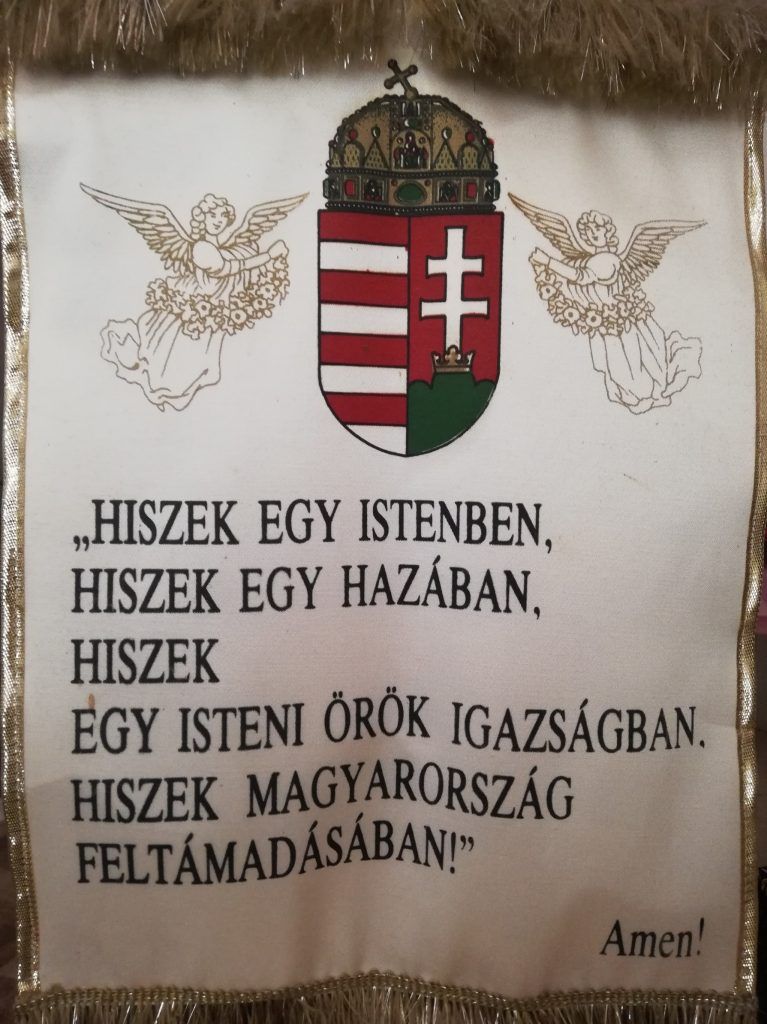 „HISZEK EGY ISTENBEN,
HISZEK EGY HAZÁBAN,
HISZEK
EGY ISTENI ÖRÖK IGAZSÁGBAN.
HISZEK MAGYARORSZÁG
FELTÁMADÁSÁBAN!”
Amen!